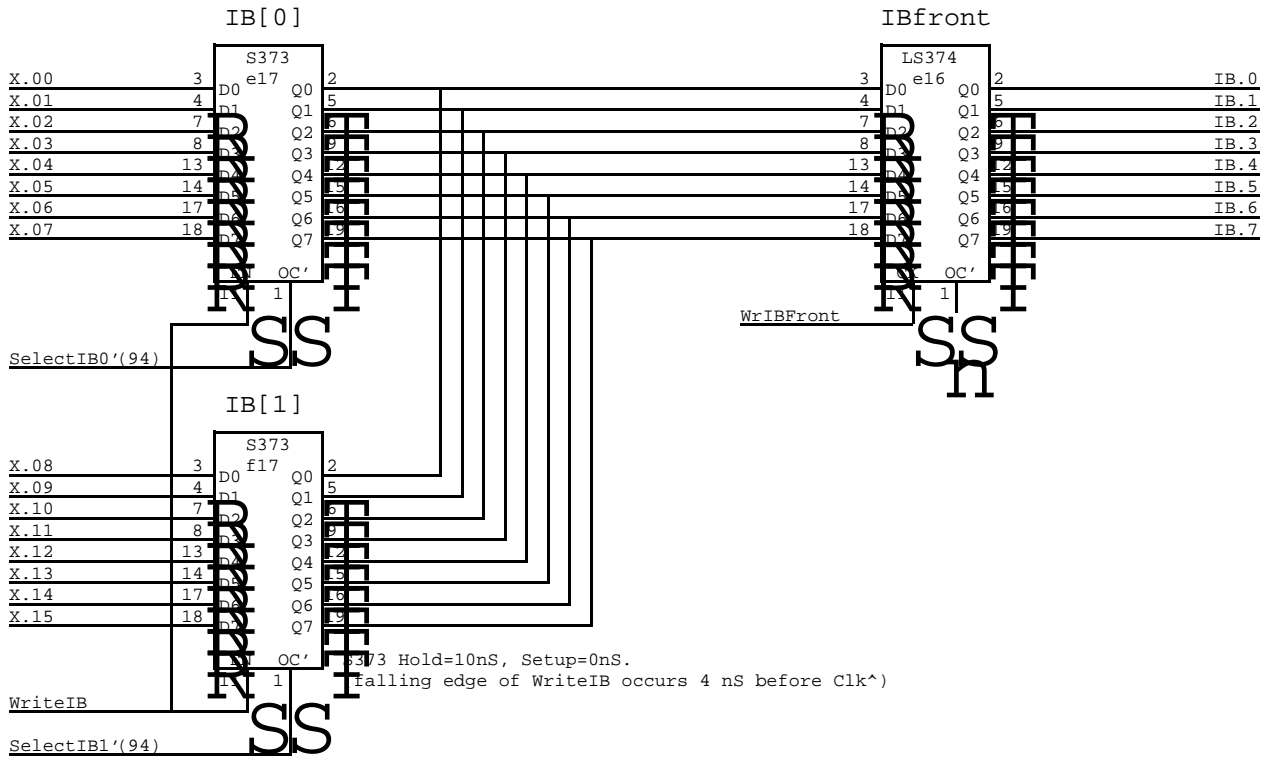 IB[0] IBfront
S373 LS374
e17 e16
X.00 3 D0 Q0 2 3 D0 Q0 2 IB.0
X.01 4 D1 Q1 5 4 D1 Q1 5 IB.1
X.02 7 D2 Q2 6 7 D2 Q2 6 IB.2
X.03 8 D3 Q3 9 8 D3 Q3 9 IB.3
X.04 13 D4 Q4 12 13 D4 Q4 12 IB.4
X.05 14 D5 Q5 15 14 D5 Q5 15 IB.5
X.06 17 D6 Q6 16 17 D6 Q6 16 IB.6
X.07 18 D7 Q7 19 18 D7 Q7 19 IB.7
OC' OC'
11 1 11 1
WrIBFront
SS SS
n
SelectIB0'(94)
IB[1]
S373
f17
X.08 3 D0 Q0 2
X.09 4 D1 Q1 5
X.10 7 D2 Q2 6
X.11 8 D3 Q3 9
X.12 13 D4 Q4 12
X.13 14 D5 Q5 15
X.14 17 D6 Q6 16
X.15 18 D7 Q7 19
OC' S373 Hold=10nS, Setup=0nS.
11 1 falling edge of WriteIB occurs 4 nS before Clk^)
WriteIB
SS
SelectIB1'(94)